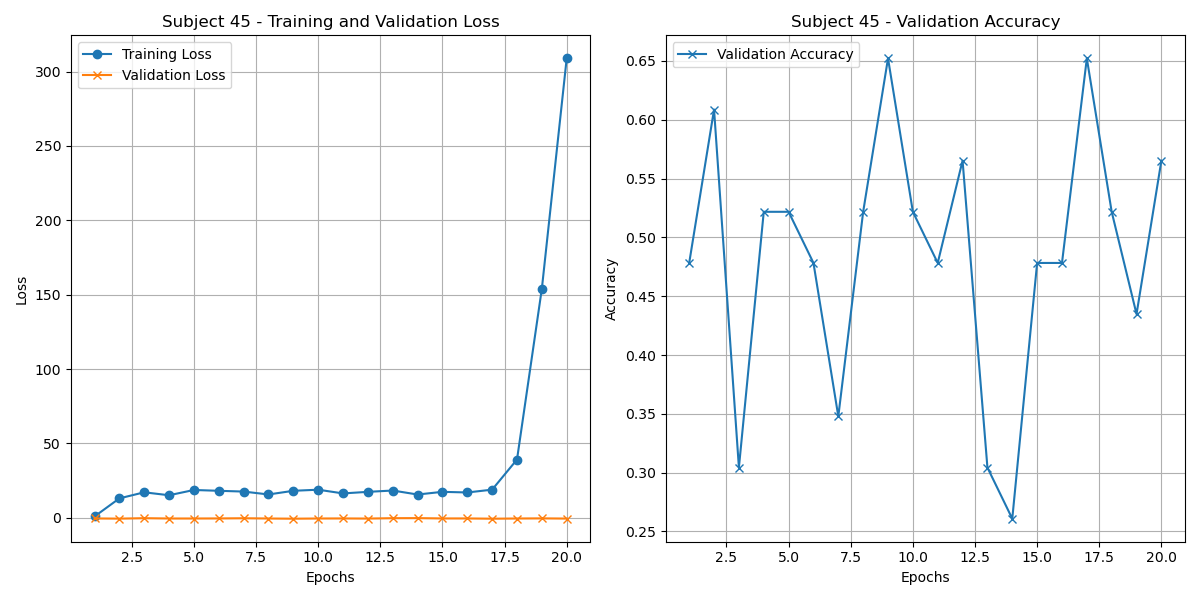 Subject 45 - Training and Validation Loss
Training Loss
Validation Loss
300
250
200
150
100
50
0
Loss
2.5 5.0 7.5 10.0 12.5 15.0 17.5 20.0
Epochs
Subject 45 - Validation Accuracy
Validation Accuracy
0.65
0.60
0.55
0.50
0.45
0.40
0.35
0.30
0.25
Accuracy
2.5 5.0 7.5 10.0 12.5 15.0 17.5 20.0
Epochs